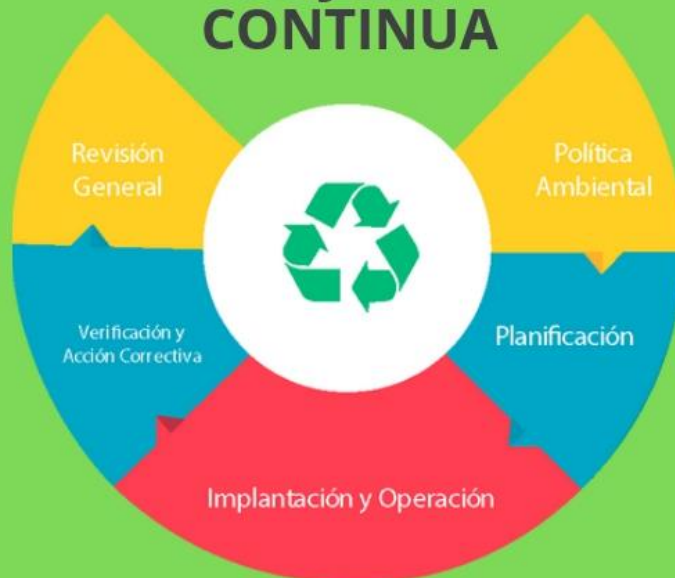 CONTINUA
Revisión
General
Política
Ambiental
Verificación y
Acción Correctiva
Planificación
Implantación y Operación